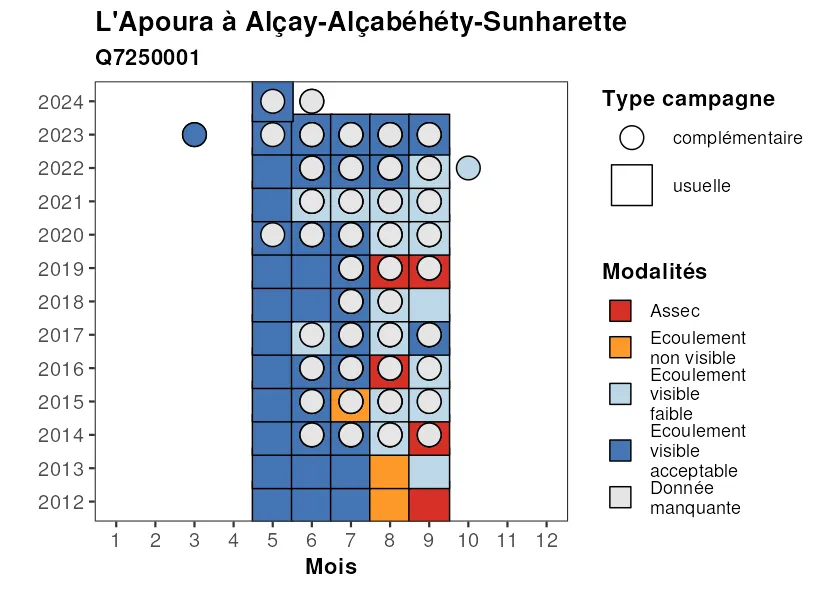 L'Apoura à Alçay-Alçabéhéty-Sunharette
Q7250001
2024
2023
2022
2021
2020
2019
2018
2017
2016
2015
2014
2013
2012
1 2 3 4 5 6 7 8 9 10 11 12
Mois
Type campagne
complémentaire
usuelle
Modalités
Assec
Ecoulement
non visible
Ecoulement
visible
faible
Ecoulement
visible
acceptable
Donnée
manquante